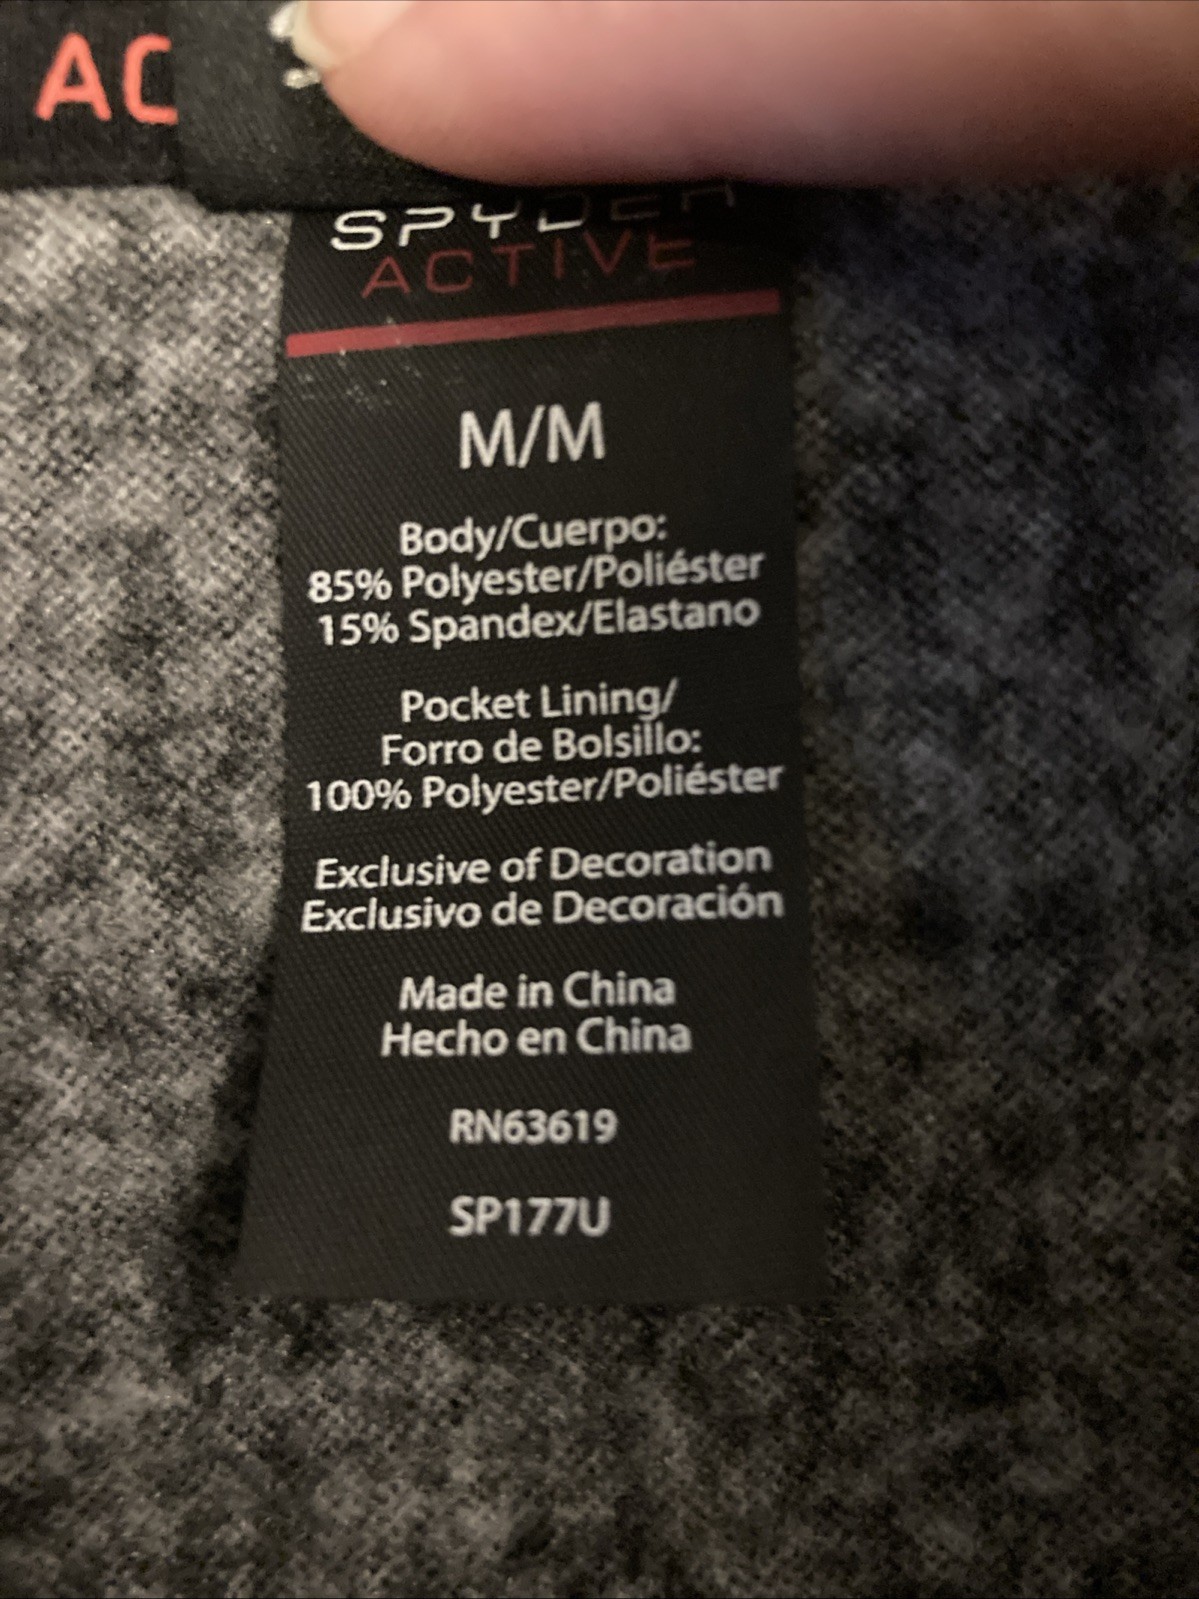 AC
SPYDER
ACTIVE
M/M
Body/Cuerpo:
85% Polyester/Poliéster
15% Spandex/Elastano
Pocket Lining/
Forro de Bolsillo:
100% Polyester/Poliéster
Exclusive of Decoration
Exclusivo de Decoración
Made in China
Hecho en China
RN63619
SP177U